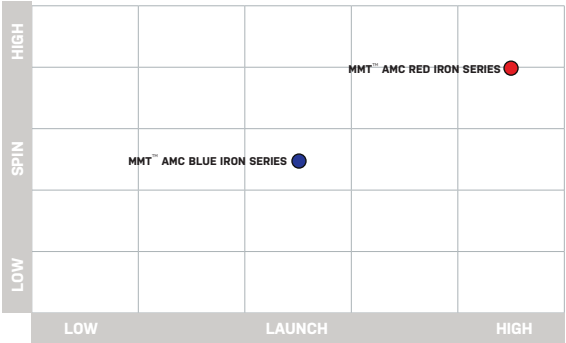 HIGH
MMT™ AMC RED IRON SERIES
SPIN
MMT™ AMC BLUE IRON SERIES
LOW
LOW LAUNCH HIGH